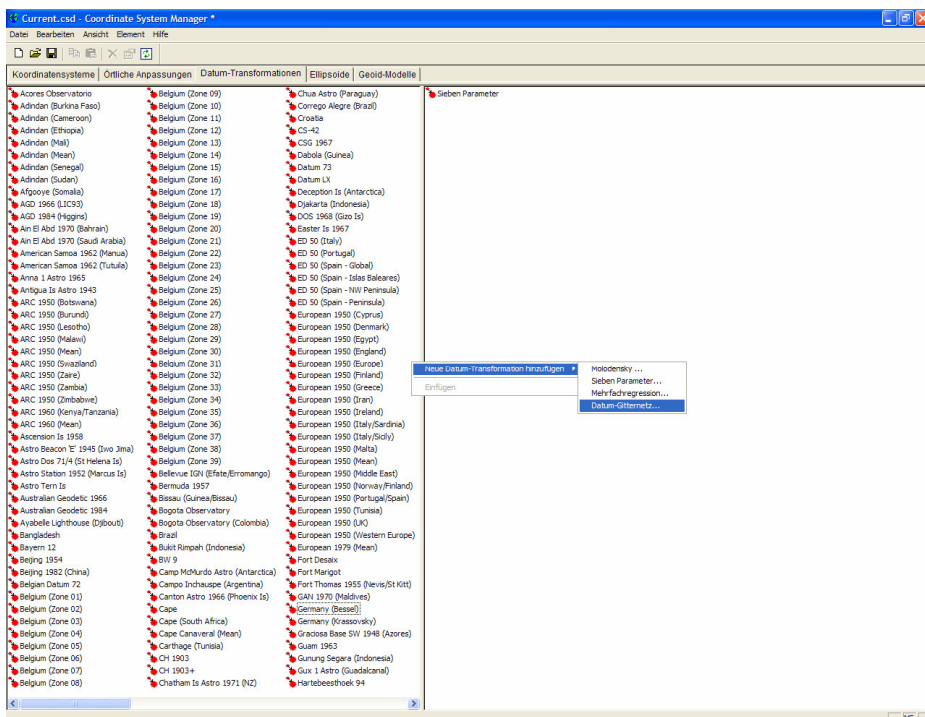 Current.csd - Coordinate System Manager *
Datei Bearbeiten Ansicht Element Hilfe
Koordinatensysteme Örtliche Anpassungen Datum-Transformationen Ellipsoide Geoid-Modelle
Acores Observatorio
Adindan (Burkina Faso)
Adindan (Cameroon)
Adindan (Ethiopia)
Adindan (Mali)
Adindan (Mean)
Adindan (Senegal)
Adindan (Sudan)
Afgooye (Somalia)
AGD 1966 (LIC93)
AGD 1984 (Higgins)
Ain El Abd 1970 (Bahrain)
Ain El Abd 1970 (Saudi Arabia)
American Samoa 1962 (Manua)
American Samoa 1962 (Tutuila)
Anna 1 Astro 1965
Antigua Is Astro 1943
ARC 1950 (Botswana)
ARC 1950 (Burundi)
ARC 1950 (Lesotho)
ARC 1950 (Malawi)
ARC 1950 (Mean)
ARC 1950 (Swaziland)
ARC 1950 (Zaire)
ARC 1950 (Zambia)
ARC 1950 (Zimbabwe)
ARC 1960 (Kenya/Tanzania)
ARC 1960 (Mean)
Ascension Is 1958
Astro Beacon 'E' 1945 (Iwo Jima)
Astro Dos 71/4 (St Helena Is)
Astro Station 1952 (Marcus Is)
Astro Tern Is
Australian Geodetic 1966
Australian Geodetic 1984
Ayabelle Lighthouse (Djibouti)
Bangladesh
Bayern 12
Beijing 1954
Beijing 1982 (China)
Belgian Datum 72
Belgium (Zone 01)
Belgium (Zone 02)
Belgium (Zone 03)
Belgium (Zone 04)
Belgium (Zone 05)
Belgium (Zone 06)
Belgium (Zone 07)
Belgium (Zone 08)
Belgium (Zone 09)
Belgium (Zone 10)
Belgium (Zone 11)
Belgium (Zone 12)
Belgium (Zone 13)
Belgium (Zone 14)
Belgium (Zone 15)
Belgium (Zone 16)
Belgium (Zone 17)
Belgium (Zone 18)
Belgium (Zone 19)
Belgium (Zone 20)
Belgium (Zone 21)
Belgium (Zone 22)
Belgium (Zone 23)
Belgium (Zone 24)
Belgium (Zone 25)
Belgium (Zone 26)
Belgium (Zone 27)
Belgium (Zone 28)
Belgium (Zone 29)
Belgium (Zone 30)
Belgium (Zone 31)
Belgium (Zone 32)
Belgium (Zone 33)
Belgium (Zone 34)
Belgium (Zone 35)
Belgium (Zone 36)
Belgium (Zone 37)
Belgium (Zone 38)
Belgium (Zone 39)
Bellevue IGN (Efate/Erromango)
Bermuda 1957
Bissau (Guinea/Bissau)
Bogota Observatory
Bogota Observatory (Colombia)
Brazil
Bukit Rimpah (Indonesia)
BW 9
Camp McMurdo Astro (Antarctica)
Campo Inchauspe (Argentina)
Canton Astro 1966 (Phoenix Is)
Cape
Cape (South Africa)
Cape Canaveral (Mean)
Carthage (Tunisia)
CH 1903
CH 1903+
Chatham Is Astro 1971 (NZ)
Chua Astro (Paraguay)
Corrego Alegre (Brazil)
Croatia
CS-42
CSG 1967
Dabola (Guinea)
Datum 73
Datum LX
Deception Is (Antarctica)
Djakarta (Indonesia)
DOS 1968 (Gizo Is)
Easter Is 1967
ED 50 (Italy)
ED 50 (Portugal)
ED 50 (Spain - Global)
ED 50 (Spain - Islas Baleares)
ED 50 (Spain - NW Peninsula)
ED 50 (Spain - Peninsula)
European 1950 (Cyprus)
European 1950 (Denmark)
European 1950 (Egypt)
European 1950 (England)
European 1950 (Europe)
European 1950 (Finland)
European 1950 (Greece)
European 1950 (Iran)
European 1950 (Ireland)
European 1950 (Italy/Sardinia)
European 1950 (Italy/Sicily)
European 1950 (Malta)
European 1950 (Mean)
European 1950 (Middle East)
European 1950 (Norway/Finland)
European 1950 (Portugal/Spain)
European 1950 (Tunisia)
European 1950 (UK)
European 1950 (Western Europe)
European 1979 (Mean)
Fort Desaix
Fort Marigot
Fort Thomas 1955 (Nevis/St Kitt)
GAN 1970 (Maldives)
Germany (Bessel)
Germany (Krassovsky)
Graciosa Base SW 1948 (Azores)
Guam 1963
Gunung Segara (Indonesia)
Gux 1 Astro (Guadalcanal)
Hartebeesthoek 94
Sieben Parameter
Neue Datum-Transformation hinzufügen
Einfügen
Molodensky ...
Sieben Parameter...
Mehrfachregression...
Datum-Gitternetz...